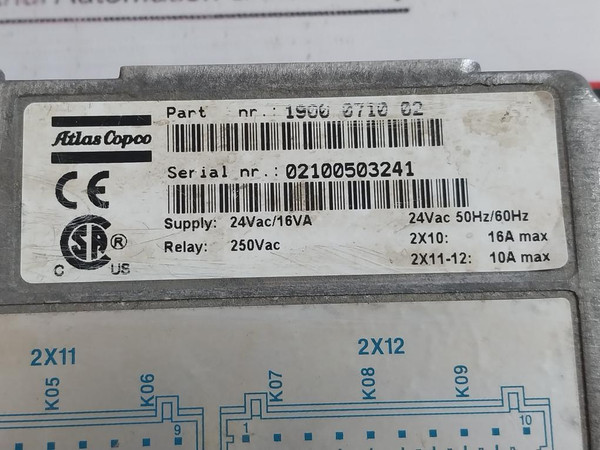 Part nr.: 1900 0710 02
Atlas Copco
Serial nr.: 02100503241
CE
Supply: 24Vac/16VA 24Vac 50Hz/60Hz
SA ®
Relay: 250Vac 2X10: 16A max
C US 2X11-12: 10A max
2X11 2X12
K05 K06 K07 K08 K09
9 1 10